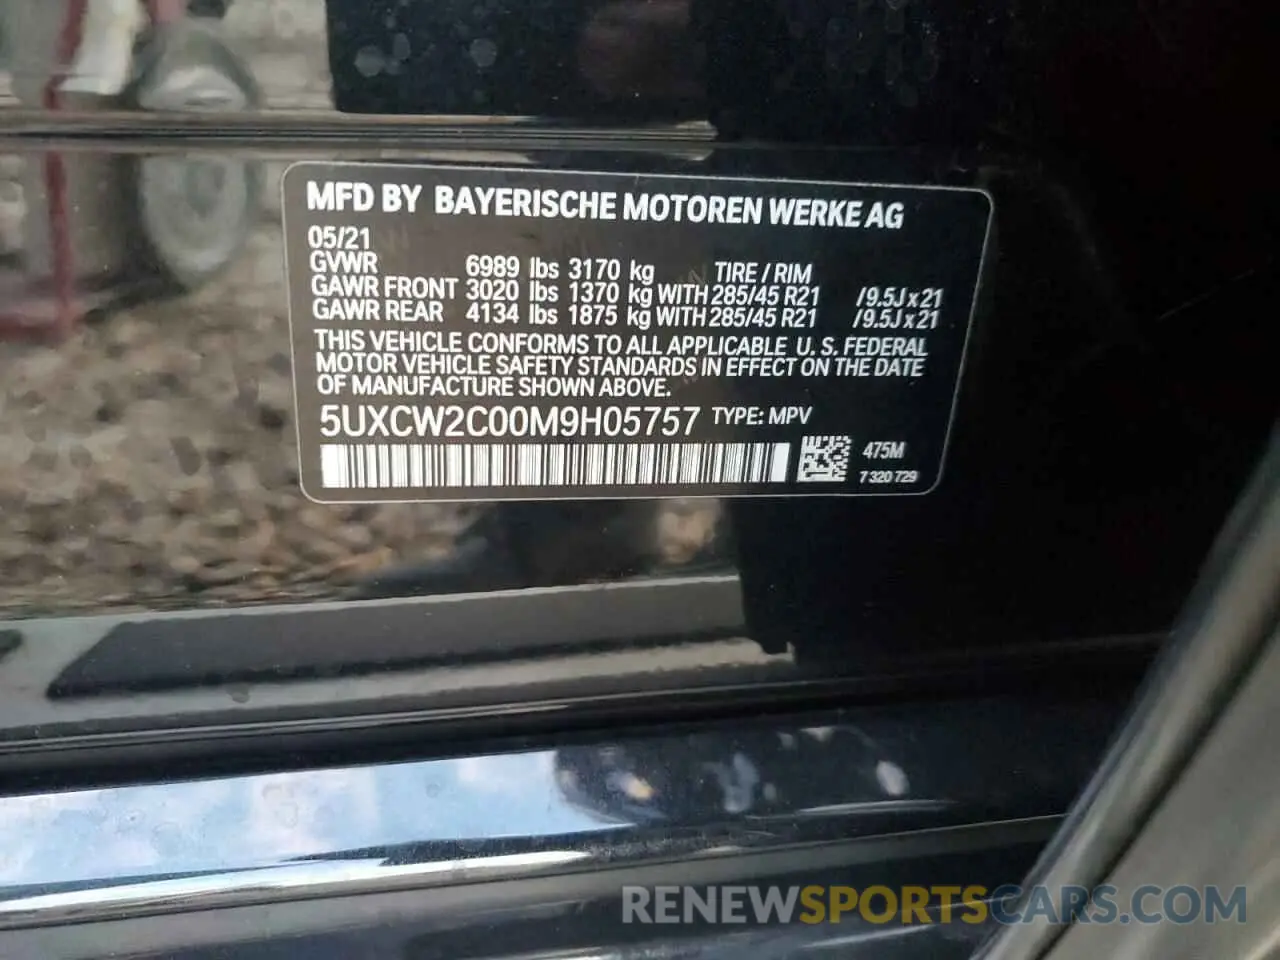 MFD BY BAYERISCHE MOTOREN WERKE AG
05/21
GVWR 6989 lbs 3170 kg TIRE / RIM
GAWR FRONT 3020 lbs 1370 kg WITH 285/45 R21 /9.5J x 21
GAWR REAR 4134 lbs 1875 kg WITH 285/45 R21 /9.5J x 21
THIS VEHICLE CONFORMS TO ALL APPLICABLE U. S. FEDERAL
MOTOR VEHICLE SAFETY STANDARDS IN EFFECT ON THE DATE
OF MANUFACTURE SHOWN ABOVE.
5UXCW2C00M9H05757 TYPE: MPV
475M
7 320 729
RENEWSPORTSCARS.COM